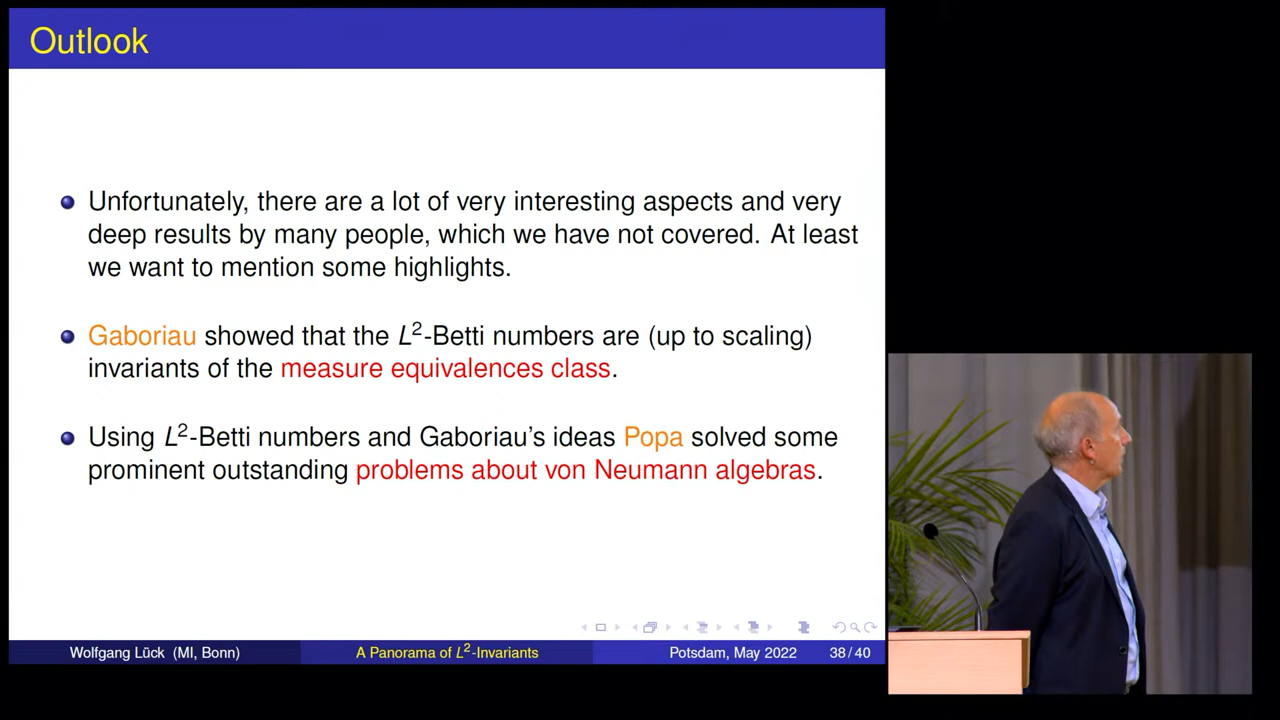 Outlook
Unfortunately, there are a lot of very interesting aspects and very
deep results by many people, which we have not covered. At least
we want to mention some highlights.
Gaboriau showed that the L²-Betti numbers are (up to scaling)
invariants of the measure equivalences class.
Using L²-Betti numbers and Gaboriau's ideas Popa solved some
prominent outstanding problems about von Neumann algebras.
Wolfgang Lück (MI, Bonn) A Panorama of L²-Invariants Potsdam, May 2022 38 / 40